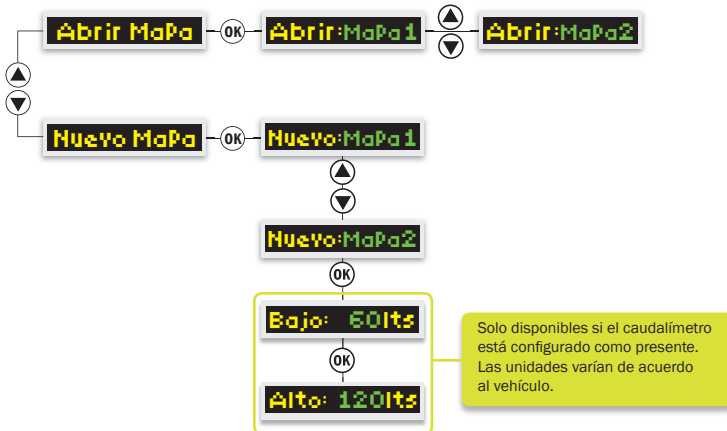 Abrir MaPa OK Abrir:MaPa1 Abrir:MaPa2
Nuevo MaPa OK Nuevo:MaPa1
Nuevo:MaPa2
OK
Bajo: 60lts
OK
Alto: 120lts
Solo disponibles si el caudalímetro
está configurado como presente.
Las unidades varían de acuerdo
al vehículo.